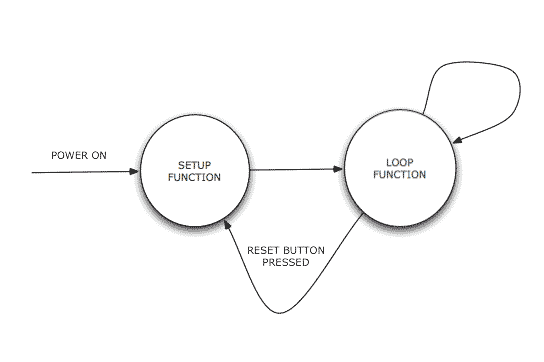 POWER ON
SETUP
FUNCTION
LOOP
FUNCTION
RESET BUTTON
PRESSED